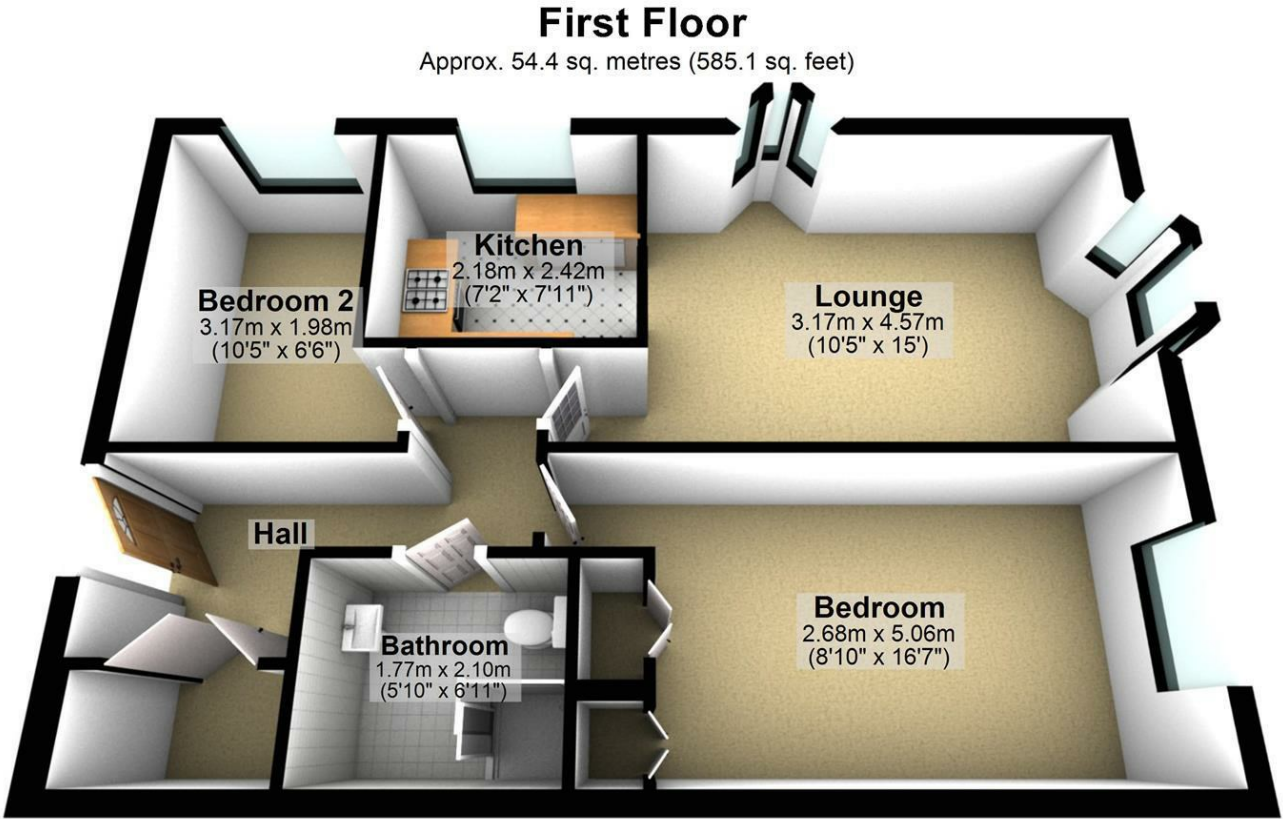 First Floor
Approx. 54.4 sq. metres (585.1 sq. feet)
Kitchen
2.18m x 2.42m
(7'2" x 7'11")
Bedroom 2
3.17m x 1.98m
(10'5" x 6'6")
Lounge
3.17m x 4.57m
(10'5" x 15')
Hall
Bedroom
2.68m x 5.06m
(8'10" x 16'7")
Bathroom
1.77m x 2.10m
(5'10" x 6'11")